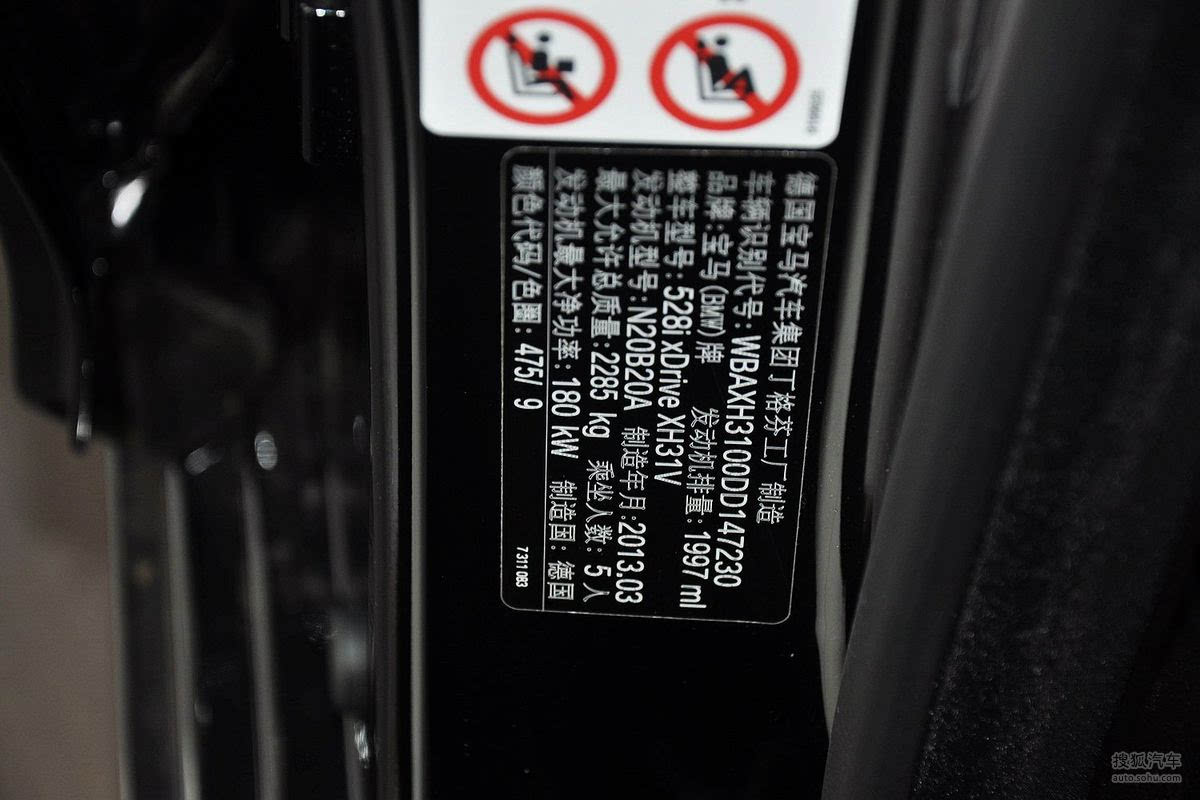 德国宝马汽车集团丁格芬工厂制造
车辆识别代号:WBAXH3100DD147230
品牌:宝马(BMW)牌 发动机排量:1997 ml
整车型号:528i xDrive XH31V
发动机型号:N20B20A 制造年月:2013.03
最大允许总质量:2285 kg 乘坐人数:5人
发动机最大净功率:180 kW 制造国:德国
颜色代码/色圈:475/ 9
7 311 083
搜狐汽车
auto.sohu.com